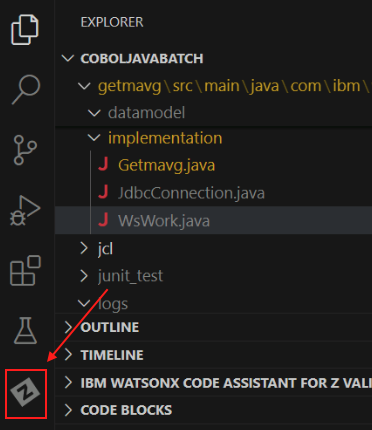 EXPLORER
COBOLJAVABATCH
getmavg\src\main\java\com\ibm\
datamodel
implementation
J Getmavg.java
J JdbcConnection.java
J WsWork.java
jcl
junit_test
logs
OUTLINE
TIMELINE
IBM WATSONX CODE ASSISTANT FOR Z VALI
CODE BLOCKS
Z